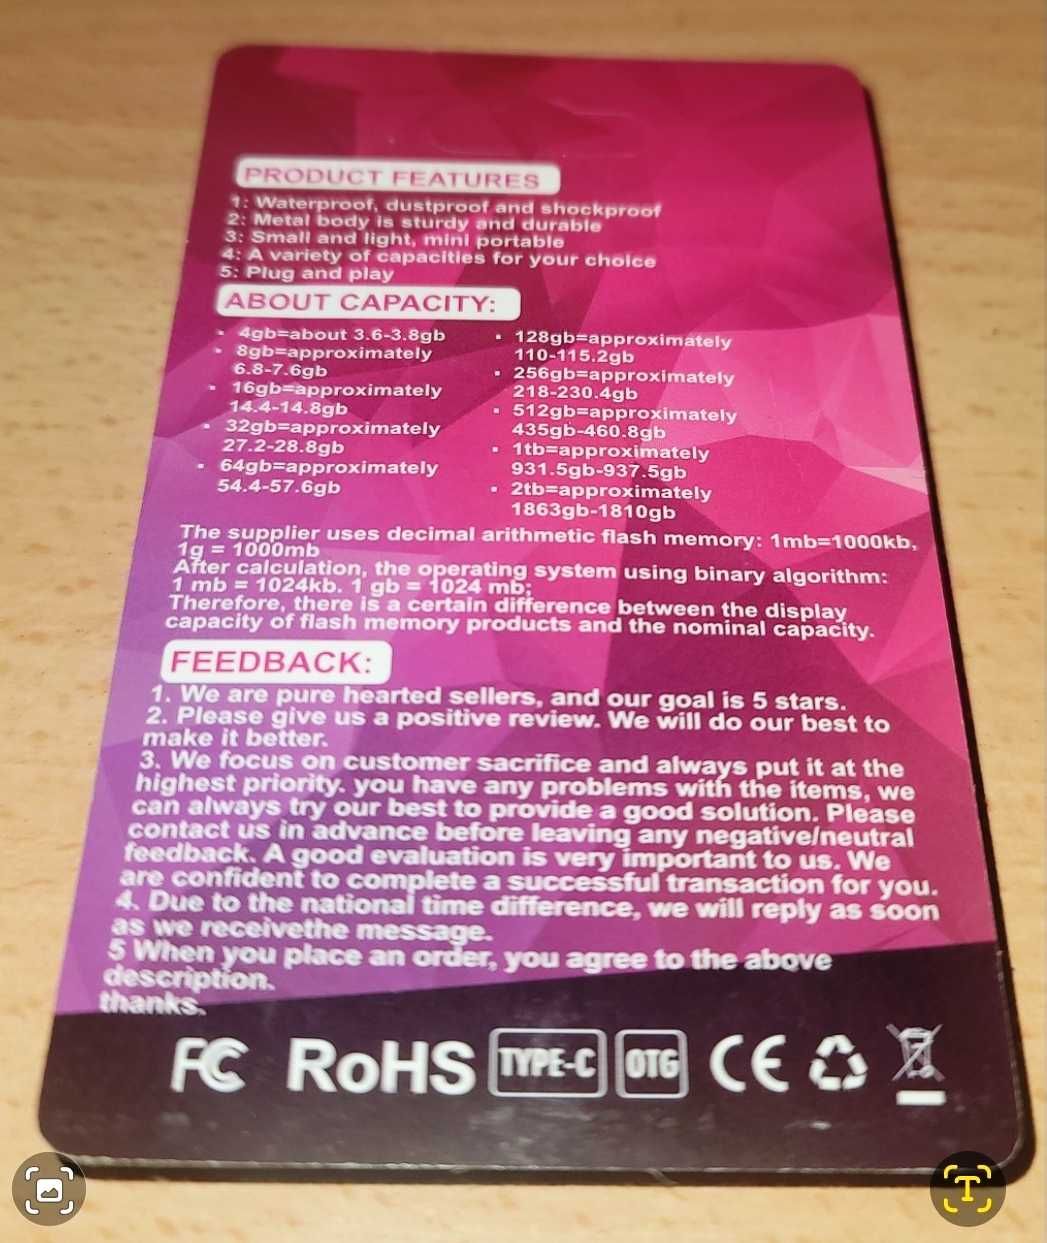 PRODUCT FEATURES
1: Waterproof, dustproof and shockproof
2: Metal body is sturdy and durable
3: Small and light, mini portable
4: A variety of capacities for your choice
5: Plug and play
ABOUT CAPACITY:
▪ 4gb=about 3.6-3.8gb
▪ 8gb=approximately
6.8-7.6gb
▪ 16gb=approximately
14.4-14.8gb
▪ 32gb=approximately
27.2-28.8gb
▪ 64gb=approximately
54.4-57.6gb
▪ 128gb=approximately
110-115.2gb
▪ 256gb=approximately
218-230.4gb
▪ 512gb=approximately
435gb-460.8gb
▪ 1tb=approximately
931.5gb-937.5gb
▪ 2tb=approximately
1863gb-1810gb
The supplier uses decimal arithmetic flash memory: 1mb=1000kb,
1g = 1000mb
After calculation, the operating system using binary algorithm:
1 mb = 1024kb. 1 gb = 1024 mb;
Therefore, there is a certain difference between the display
capacity of flash memory products and the nominal capacity.
FEEDBACK:
1. We are pure hearted sellers, and our goal is 5 stars.
2. Please give us a positive review. We will do our best to
make it better.
3. We focus on customer sacrifice and always put it at the
highest priority. you have any problems with the items, we
can always try our best to provide a good solution. Please
contact us in advance before leaving any negative/neutral
feedback. A good evaluation is very important to us. We
are confident to complete a successful transaction for you.
4. Due to the national time difference, we will reply as soon
as we receivethe message.
5 When you place an order, you agree to the above
description.
thanks.
FC RoHS TYPE-C OTG CE
T